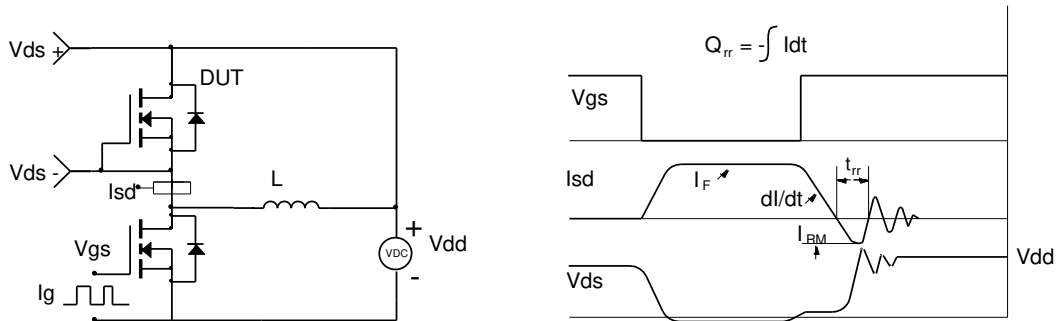 Vds +
DUT
Vds -
Isd
L
Vgs
Ig
+
VDC
-
Vdd
Qrr = -∫ Idt
Vgs
Isd
IF
dI/dt
trr
IRM
Vds
Vdd